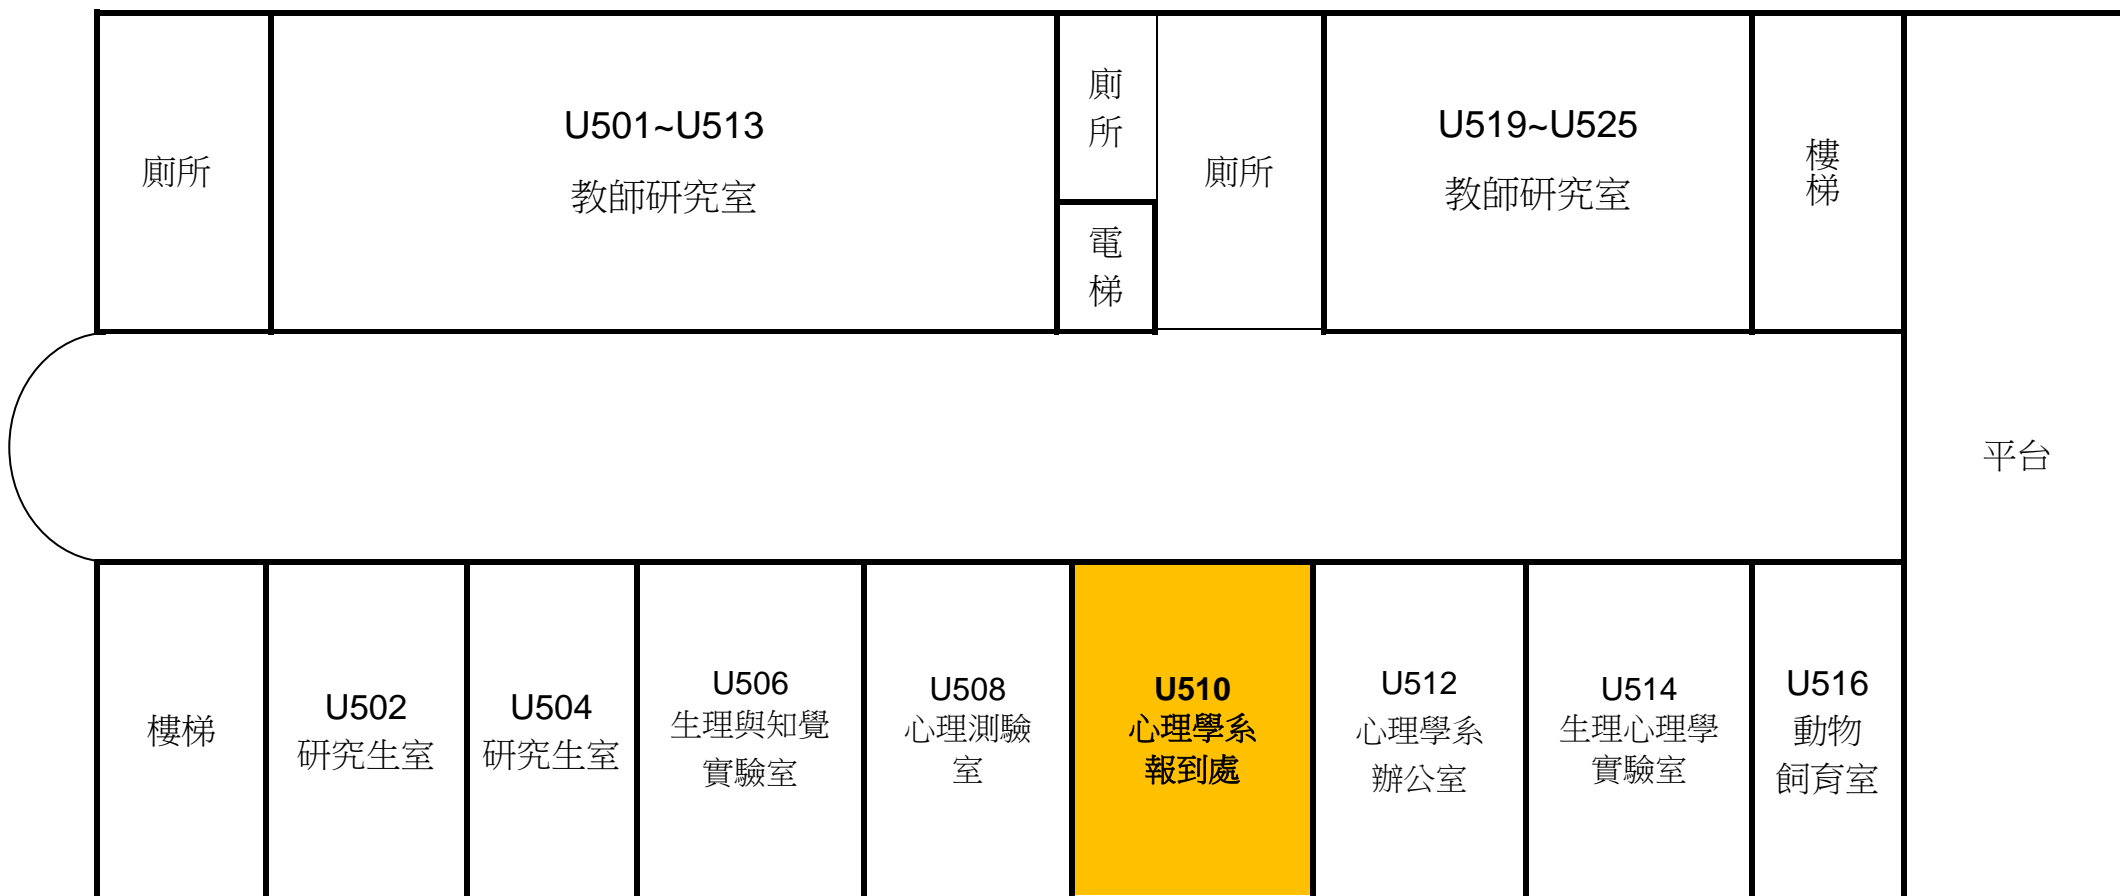 廁所
U501~U513
教師研究室
廁
所
電
梯
廁所
U519~U525
教師研究室
樓
梯
平台
樓梯
U502
研究生室
U504
研究生室
U506
生理與知覺
實驗室
U508
心理測驗
室
U510
心理學系
報到處
U512
心理學系
辦公室
U514
生理心理學
實驗室
U516
動物
飼育室